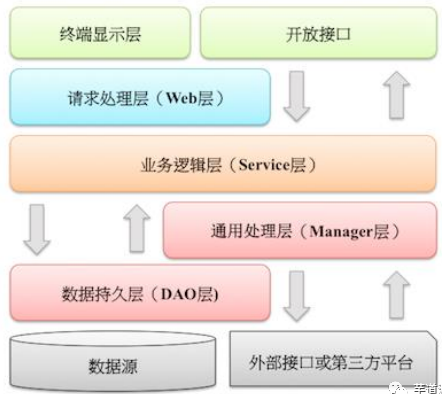 终端显示层
开放接口
请求处理层（Web层）
业务逻辑层（Service层）
通用处理层（Manager层）
数据持久层（DAO层)
数据源
外部接口或第三方平台
芋道